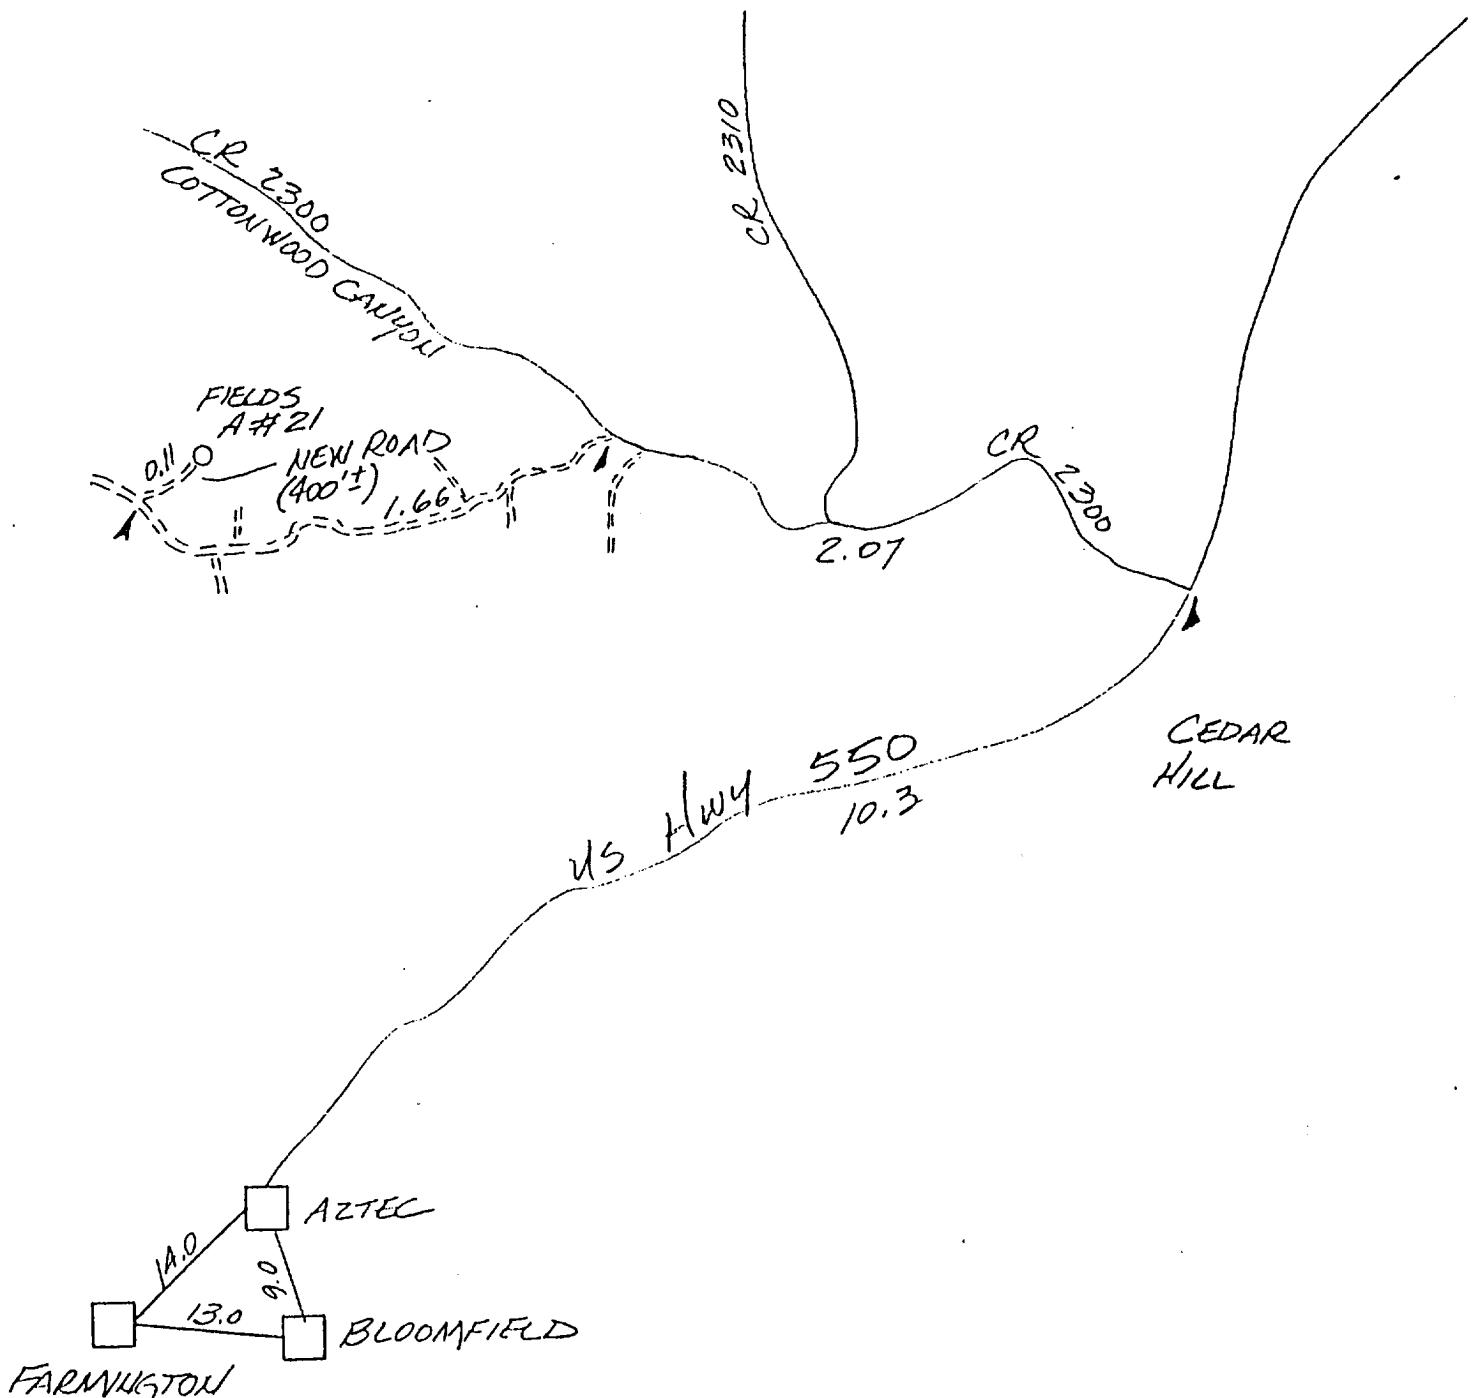 CR 2300
COTTONWOOD CANYON
CR 2310
FIELDS
A #21
0.11
NEW ROAD
(400'±)
1.66
CR 2300
2.07
CEDAR
HILL
US HWY 550
10.3
AZTEC
14.0
9.0
13.0
BLOOMFIELD
FARMINGTON